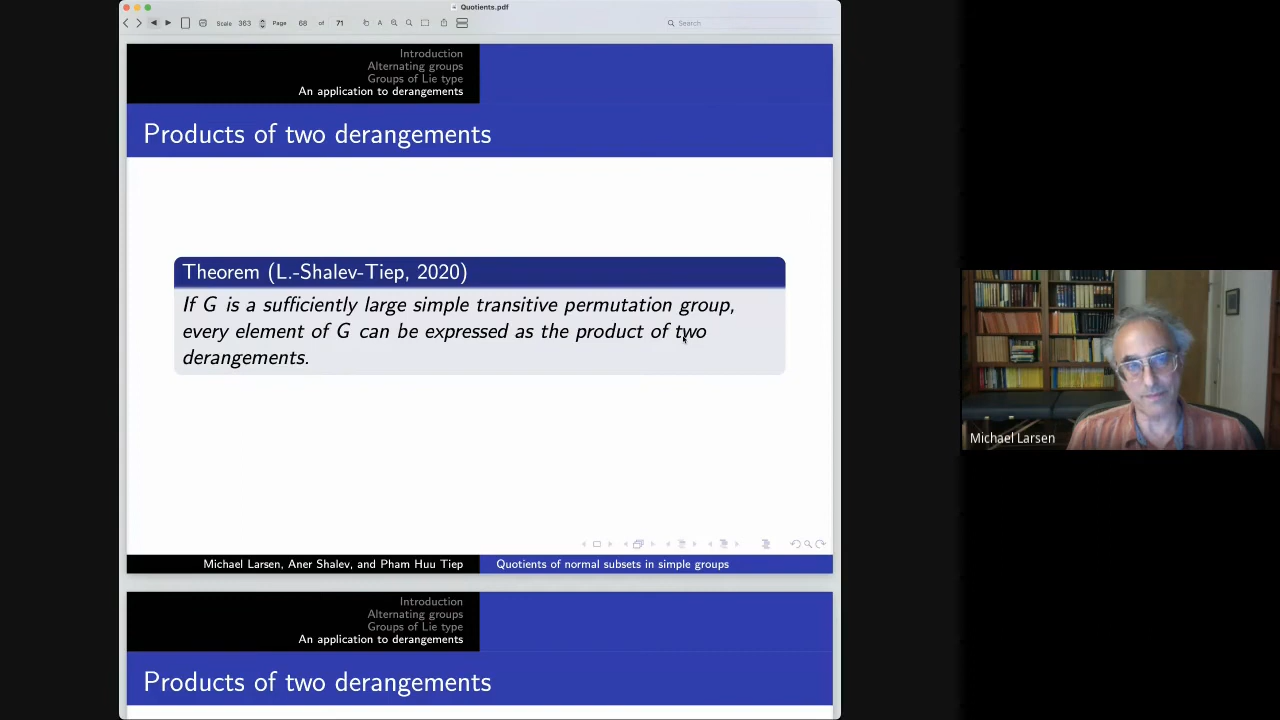 Quotients.pdf
Scale 363 Page 68 of 71
Search
Introduction
Alternating groups
Groups of Lie type
An application to derangements
Products of two derangements
Theorem (L.-Shalev-Tiep, 2020)
If G is a sufficiently large simple transitive permutation group,
every element of G can be expressed as the product of two
derangements.
Michael Larsen, Aner Shalev, and Pham Huu Tiep
Quotients of normal subsets in simple groups
Introduction
Alternating groups
Groups of Lie type
An application to derangements
Products of two derangements
Michael Larsen